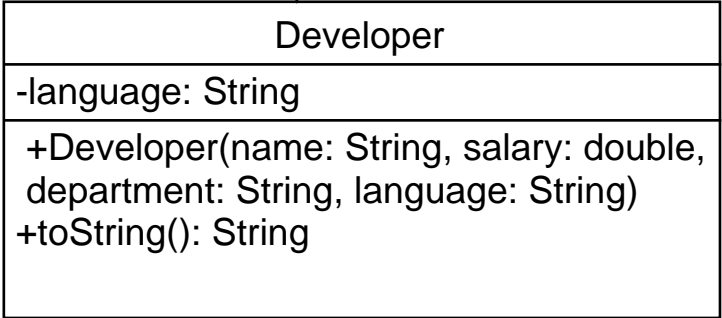 Developer
-language: String
+Developer(name: String, salary: double,
department: String, language: String)
+toString(): String